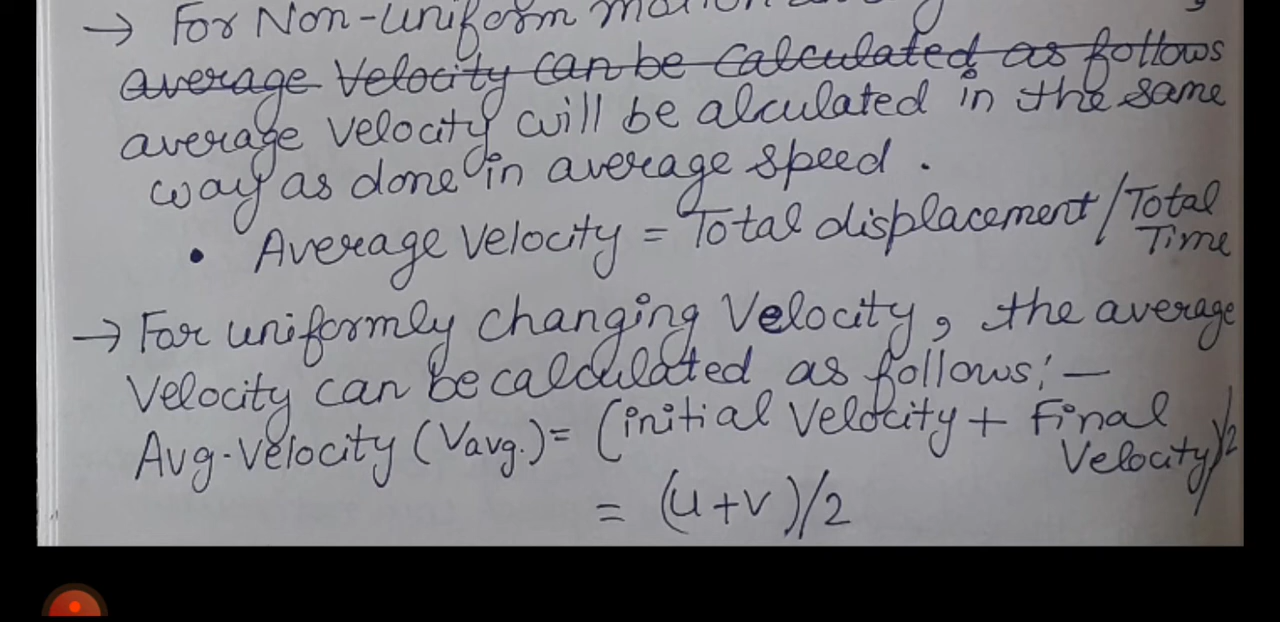 → For Non-uniform motion
average Velocity can be calculated as follows
average velocity will be alculated in the same
way as done in average speed .
• Average velocity = Total displacement / Total
Time
→ For uniformly changing Velocity, the average
Velocity can be calculated as follows: —
Avg. Velocity (Vavg.) = (initial Velocity + Final
Velocity)/2
= (u+v)/2